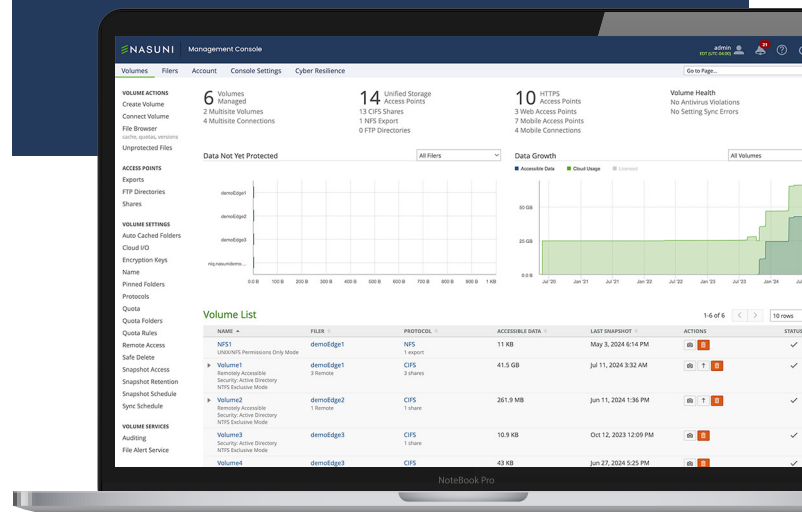 NASUNI Management Console
admin
EDT (UTC-04:00)
31
Volumes Filers Account Console Settings Cyber Resilience
Go to Page...
VOLUME ACTIONS
Create Volume
Connect Volume
File Browser
cache, quotas, versions
Unprotected Files
ACCESS POINTS
Exports
FTP Directories
Shares
VOLUME SETTINGS
Auto Cached Folders
Cloud I/O
Encryption Keys
Name
Pinned Folders
Protocols
Quota
Quota Folders
Quota Rules
Remote Access
Safe Delete
Snapshot Access
Snapshot Retention
Snapshot Schedule
Sync Schedule
VOLUME SERVICES
Auditing
File Alert Service
6 Volumes Managed
2 Multisite Volumes
4 Multisite Connections
14 Unified Storage Access Points
13 CIFS Shares
1 NFS Export
0 FTP Directories
10 HTTPS Access Points
3 Web Access Points
7 Mobile Access Points
4 Mobile Connections
Volume Health
No Antivirus Violations
No Setting Sync Errors
Data Not Yet Protected
All Filers
demoEdge1
demoEdge2
demoEdge3
niq.nasunidemo....
0.0 B 100 B 200 B 300 B 400 B 500 B 600 B 700 B 800 B 900 B 1 KB
Data Growth
All Volumes
Accessible Data Cloud Usage Licensed
50 GB
25 GB
0.0 B
Jul '20 Jan '21 Jul '21 Jan '22 Jul '22 Jan '23 Jul '23 Jan '24
Volume List
1-6 of 6
10 rows
NAME FILER PROTOCOL ACCESSIBLE DATA LAST SNAPSHOT ACTIONS STATUS
NFS1 demoEdge1 NFS 11 KB May 3, 2024 6:14 PM
UNIX/NFS Permissions Only Mode 1 export
Volume1 demoEdge1 CIFS 41.5 GB Jul 11, 2024 3:32 AM
Remotely Accessible 3 Remote 3 shares
Security: Active Directory
NTFS Exclusive Mode
Volume2 demoEdge2 CIFS 261.9 MB Jun 11, 2024 1:36 PM
Remotely Accessible 1 Remote 1 share
Security: Active Directory
NTFS Exclusive Mode
Volume3 demoEdge3 CIFS 10.9 KB Oct 12, 2023 12:09 PM
Security: Active Directory 1 share
NTFS Exclusive Mode
Volume4 demoEdge3 CIFS 43 KB Jun 27, 2024 5:25 PM
NoteBook Pro